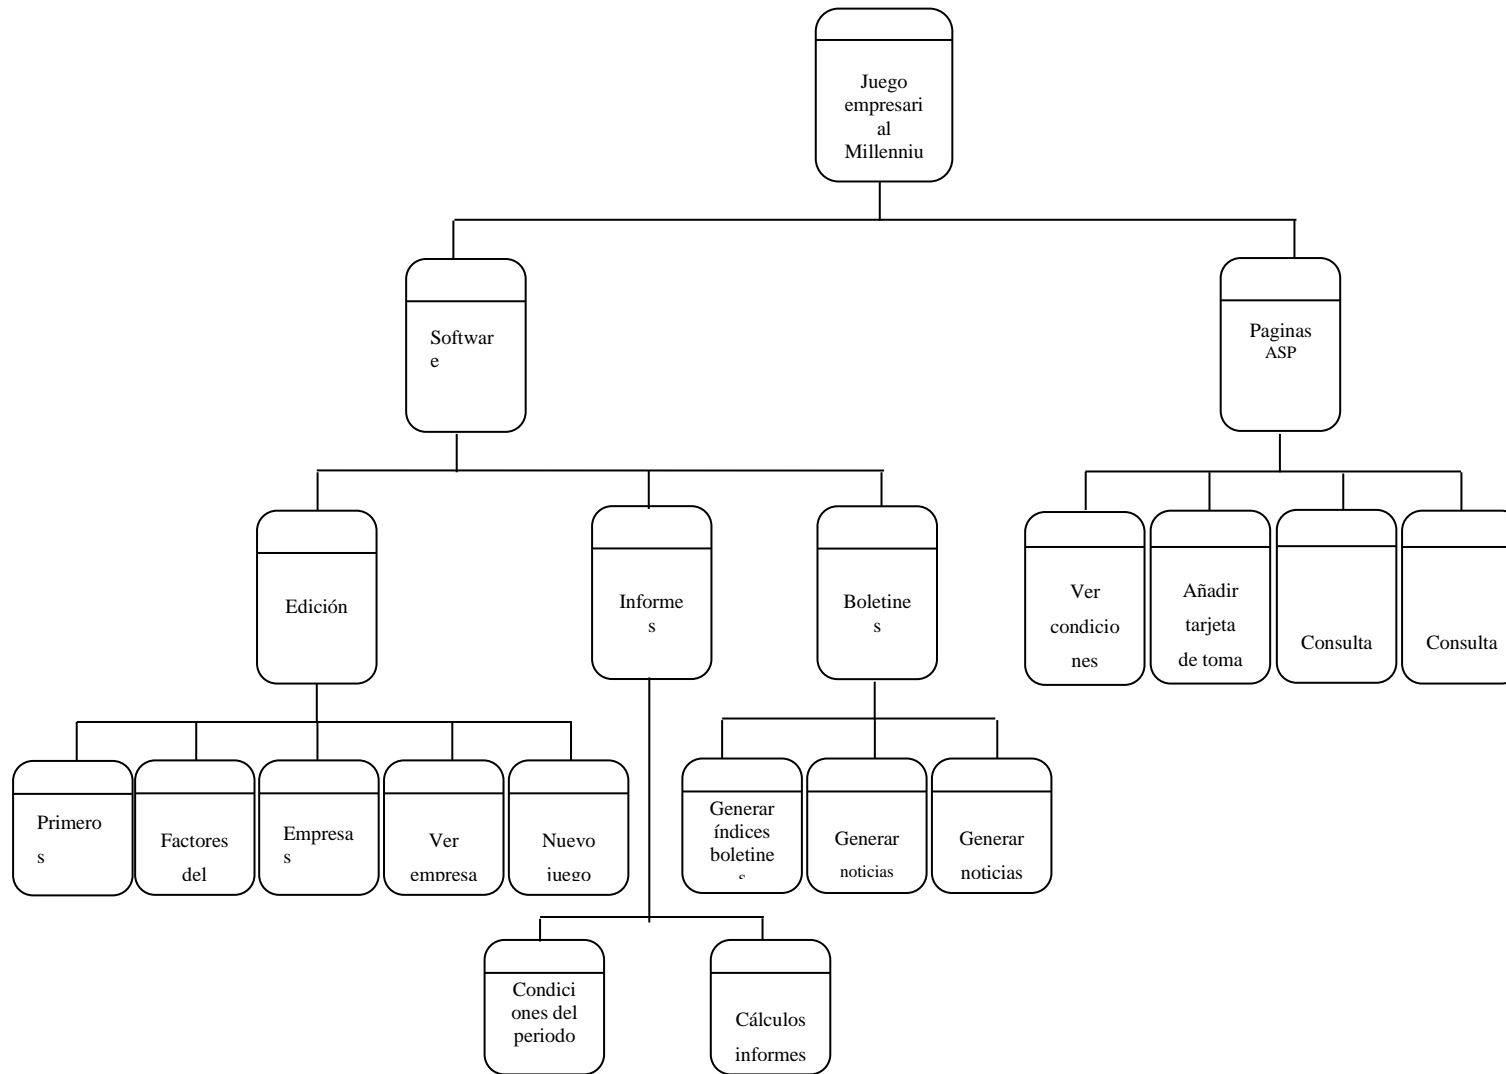 Juego
empresari
al
Millenniu
Softwar
e
Paginas
ASP
Edición
Informe
s
Boletine
s
Ver
condicio
nes
Añadir
tarjeta
de toma
Consulta
Consulta
Primero
s
Factores
del
Empresa
s
Ver
empresa
Nuevo
juego
Generar
índices
boletine
s
Generar
noticias
Generar
noticias
Condici
ones del
periodo
Cálculos
informes